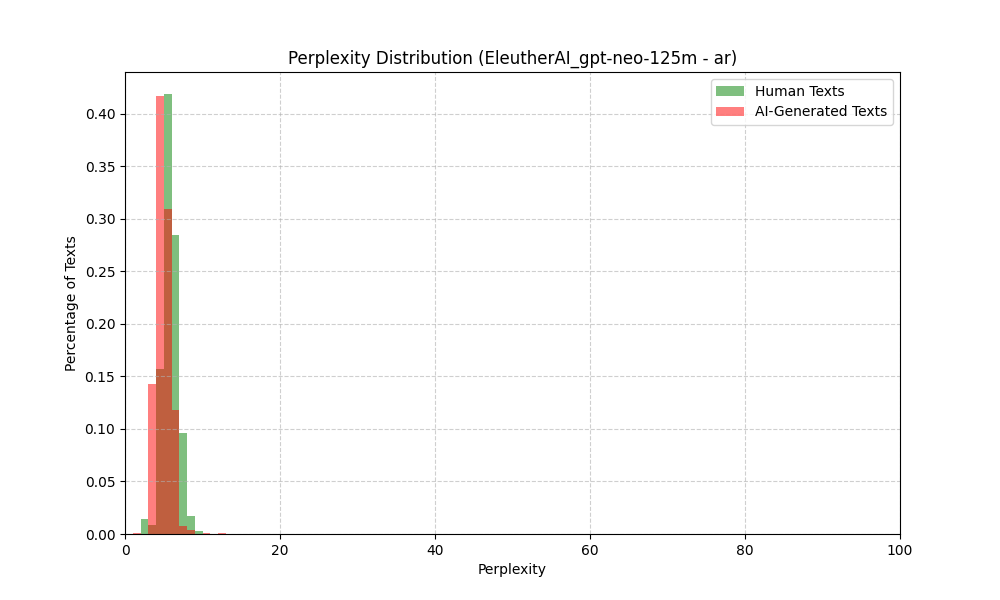 Perplexity Distribution (EleutherAI_gpt-neo-125m - ar)
Human Texts
AI-Generated Texts
Percentage of Texts
0.40
0.35
0.30
0.25
0.20
0.15
0.10
0.05
0.00
0 20 40 60 80 100
Perplexity